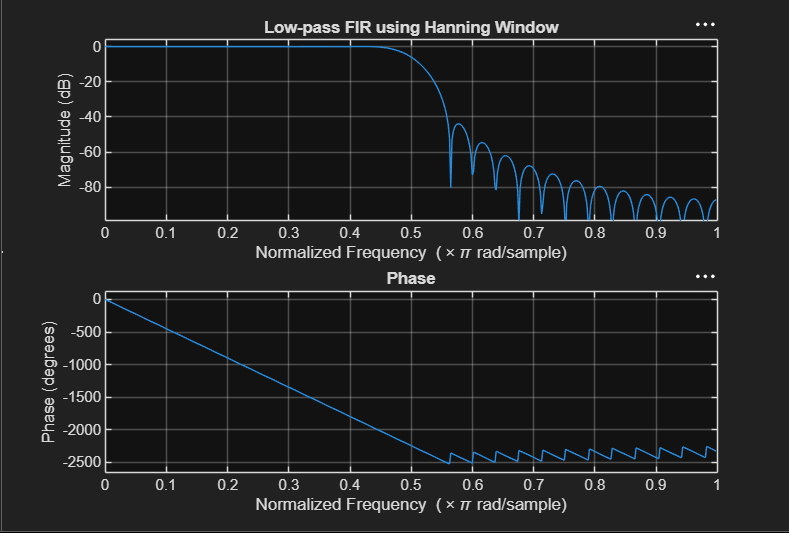 Low-pass FIR using Hanning Window
Magnitude (dB)
0
-20
-40
-60
-80
0 0.1 0.2 0.3 0.4 0.5 0.6 0.7 0.8 0.9 1
Normalized Frequency (×π rad/sample)
Phase
Phase (degrees)
0
-500
-1000
-1500
-2000
-2500
0 0.1 0.2 0.3 0.4 0.5 0.6 0.7 0.8 0.9 1
Normalized Frequency (×π rad/sample)